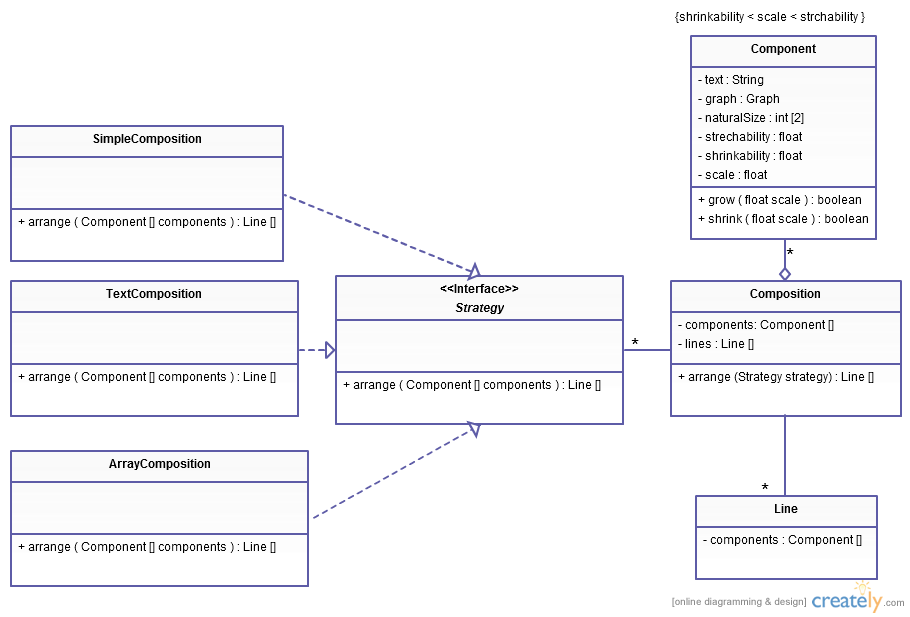 {shrinkability < scale < strchability }
Component
- text : String
- graph : Graph
- naturalSize : int [2]
- strechability : float
- shrinkability : float
- scale : float
+ grow ( float scale ) : boolean
+ shrink ( float scale ) : boolean
SimpleComposition
+ arrange ( Component [] components ) : Line []
TextComposition
+ arrange ( Component [] components ) : Line []
ArrayComposition
+ arrange ( Component [] components ) : Line []
<<Interface>>
Strategy
+ arrange ( Component [] components ) : Line []
*
*
Composition
- components: Component []
- lines : Line []
+ arrange (Strategy strategy) : Line []
*
Line
- components : Component []
[online diagramming & design] creately.com